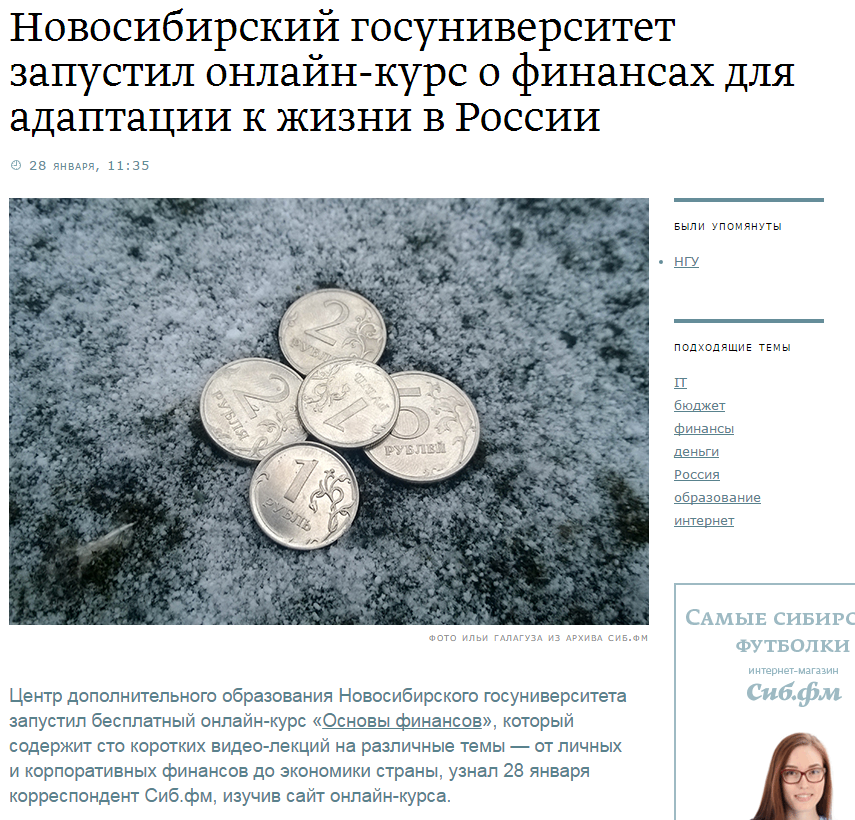 Новосибирский госуниверситет
запустил онлайн-курс о финансах для
адаптации к жизни в России
28 января, 11:35
2
РУБЛЯ
2
РУБЛЯ
1
РУБЛЬ
5
РУБЛЕЙ
1
РУБЛЬ
фото Ильи Галагуза из архива Сиб.фм
Центр дополнительного образования Новосибирского госуниверситета
запустил бесплатный онлайн-курс «Основы финансов», который
содержит сто коротких видео-лекций на различные темы — от личных
и корпоративных финансов до экономики страны, узнал 28 января
корреспондент Сиб.фм, изучив сайт онлайн-курса.
были упомянуты
НГУ
подходящие темы
IT
бюджет
финансы
деньги
Россия
образование
интернет
Самые сибирс
футболки
интернет-магазин
Сиб.фм